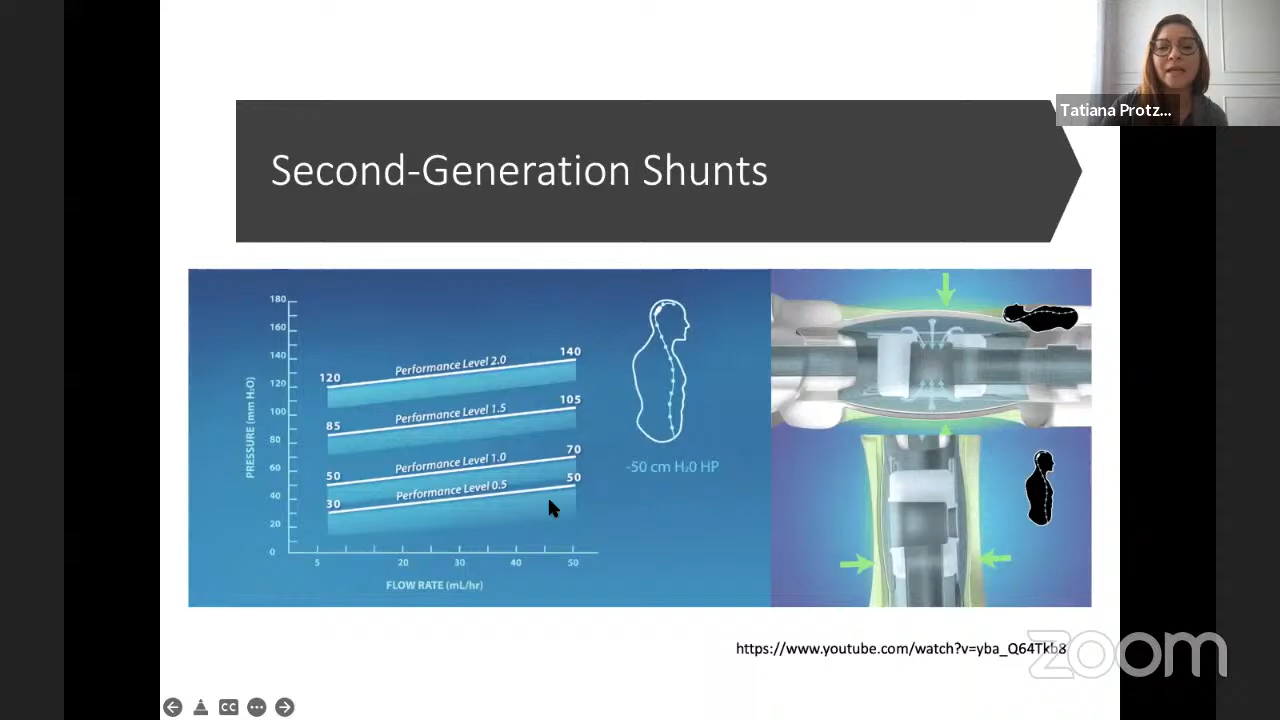 Tatiana Protz...
Second-Generation Shunts
180
160
140
120
100
80
60
40
20
0
PRESSURE (mm H₂O)
120
Performance Level 2.0
140
85
Performance Level 1.5
105
50
Performance Level 1.0
70
30
Performance Level 0.5
50
5
20
30
40
50
FLOW RATE (mL/hr)
-50 cm H₂0 HP
https://www.youtube.com/watch?v=yba_Q64Tkb8
zoom
CC